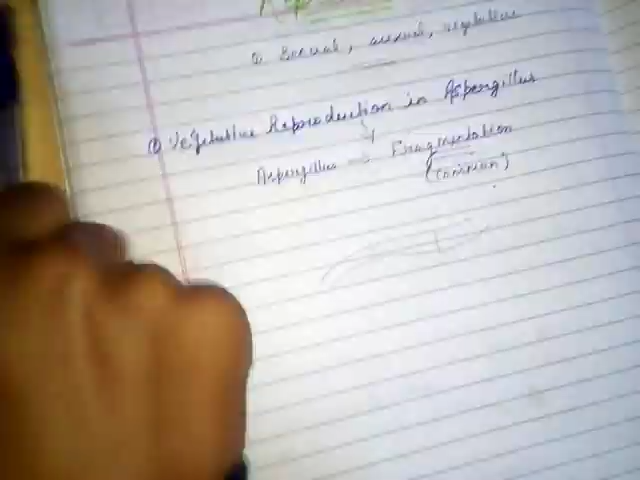 Sexual, asexual, vegetative
① Vegetative Reproduction in Aspergillus
Aspergillus → Fragmentation
(common)